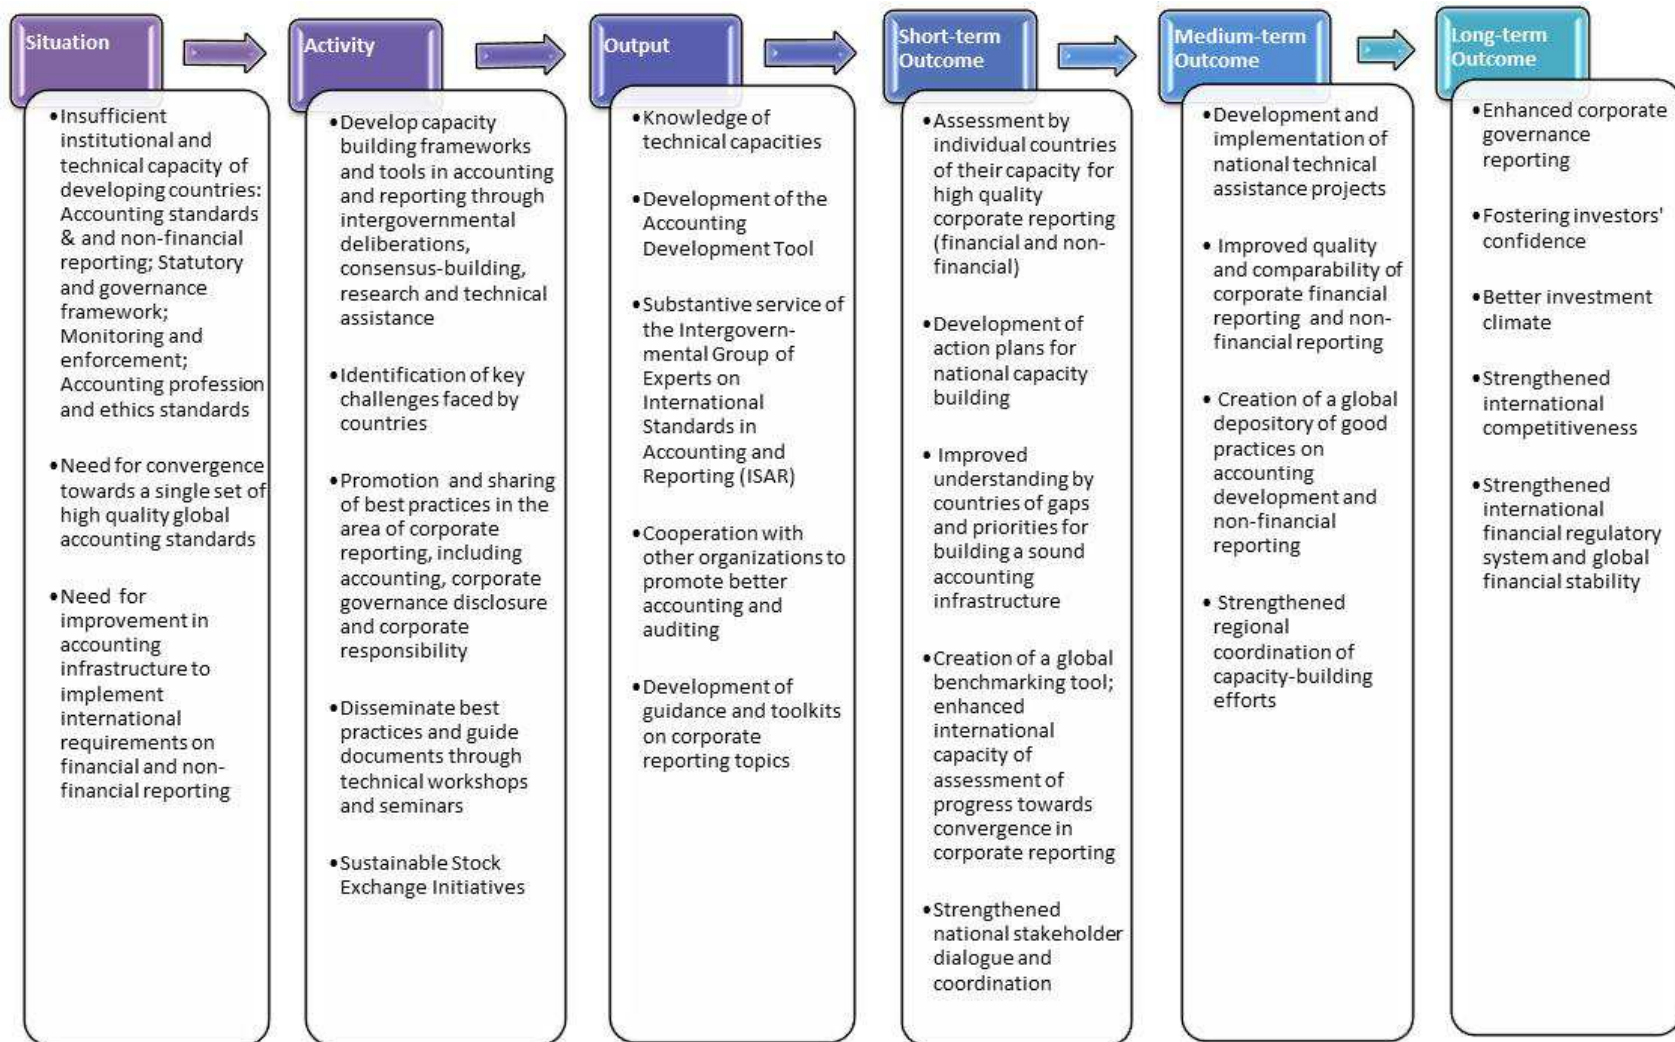 Situation
•Insufficient
institutional and
technical capacity of
developing countries:
Accounting standards
& and non-financial
reporting; Statutory
and governance
framework;
Monitoring and
enforcement;
Accounting profession
and ethics standards
•Need for convergence
towards a single set of
high quality global
accounting standards
•Need for
improvement in
accounting
infrastructure to
implement
international
requirements on
financial and non-
financial reporting
Activity
•Develop capacity
building frameworks
and tools in accounting
and reporting through
intergovernmental
deliberations,
consensus-building,
research and technical
assistance
•Identification of key
challenges faced by
countries
•Promotion and sharing
of best practices in the
area of corporate
reporting, including
accounting, corporate
governance disclosure
and corporate
responsibility
•Disseminate best
practices and guide
documents through
technical workshops
and seminars
•Sustainable Stock
Exchange Initiatives
Output
•Knowledge of
technical capacities
•Development of the
Accounting
Development Tool
•Substantive service of
the Intergovern-
mental Group of
Experts on
International
Standards in
Accounting and
Reporting (ISAR)
•Cooperation with
other organizations to
promote better
accounting and
auditing
•Development of
guidance and toolkits
on corporate
reporting topics
Short-term
Outcome
•Assessment by
individual countries
of their capacity for
high quality
corporate reporting
(financial and non-
financial)
•Development of
action plans for
national capacity
building
• Improved
understanding by
countries of gaps
and priorities for
building a sound
accounting
infrastructure
•Creation of a global
benchmarking tool;
enhanced
international
capacity of
assessment of
progress towards
convergence in
corporate reporting
•Strengthened
national stakeholder
dialogue and
coordination
Medium-term
Outcome
•Development and
implementation of
national technical
assistance projects
• Improved quality
and comparability of
corporate financial
reporting and non-
financial reporting
• Creation of a global
depository of good
practices on
accounting
development and
non-financial
reporting
• Strengthened
regional
coordination of
capacity-building
efforts
Long-term
Outcome
•Enhanced corporate
governance
reporting
•Fostering investors'
confidence
•Better investment
climate
•Strengthened
international
competitiveness
•Strengthened
international
financial regulatory
system and global
financial stability